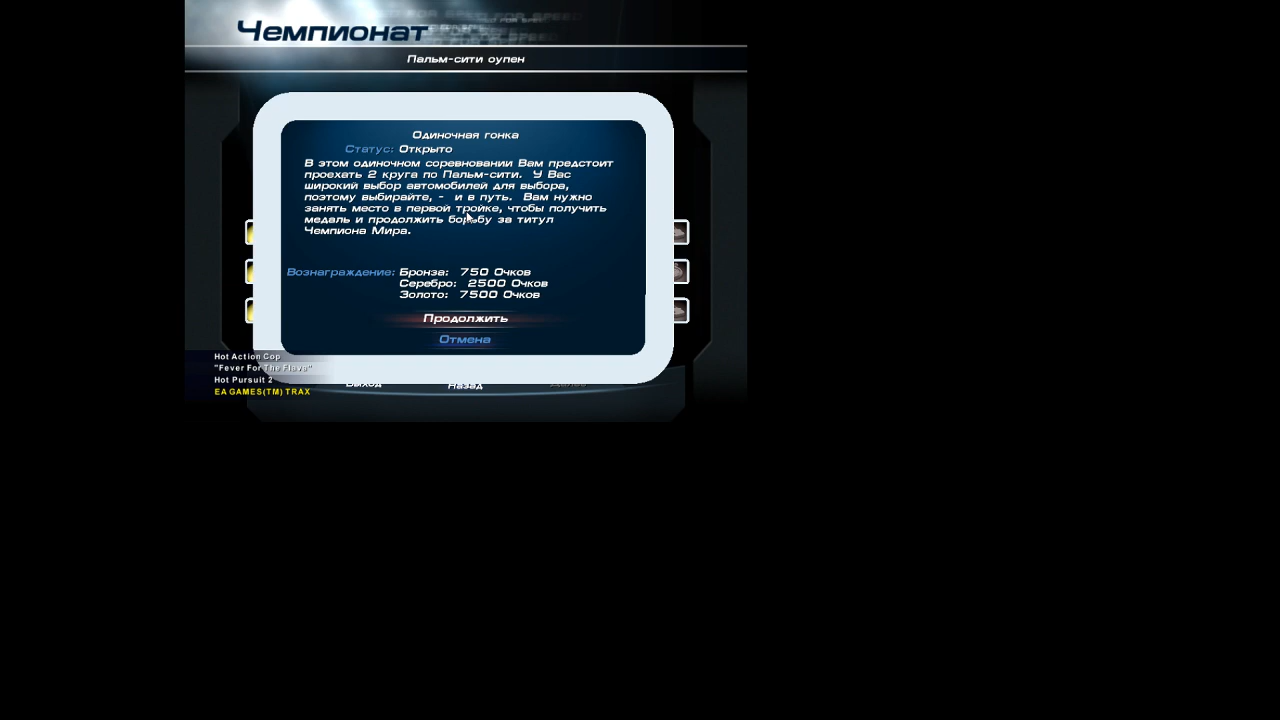 Чемпионат
Пальм-сити оупен
Одиночная гонка
Статус: Открыто
В этом одиночном соревновании Вам предстоит
проехать 2 круга по Пальм-сити. У Вас
широкий выбор автомобилей для выбора,
поэтому выбирайте, - и в путь. Вам нужно
занять место в первой тройке, чтобы получить
медаль и продолжить борьбу за титул
Чемпиона Мира.
Вознаграждение: Бронза: 750 Очков
Серебро: 2500 Очков
Золото: 7500 Очков
Продолжить
Отмена
Hot Action Cop
"Fever For The Flava"
Hot Pursuit 2
EA GAMES(TM) TRAX
Выход Назад Далее